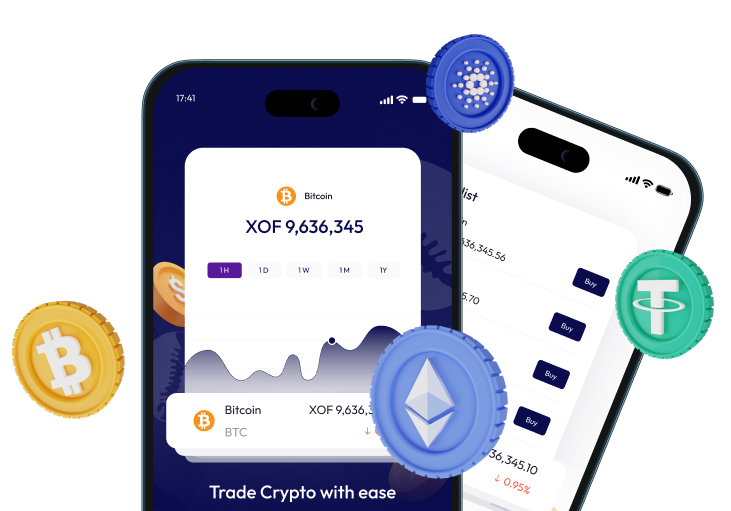 17:41
Bitcoin
XOF 9,636,345
1H 1D 1W 1M 1Y
Bitcoin XOF 9,636,3
BTC
Trade Crypto with ease
list
636,345.56
Buy
5.70
Buy
Buy
Buy
36,345.10
↓ 0.95%